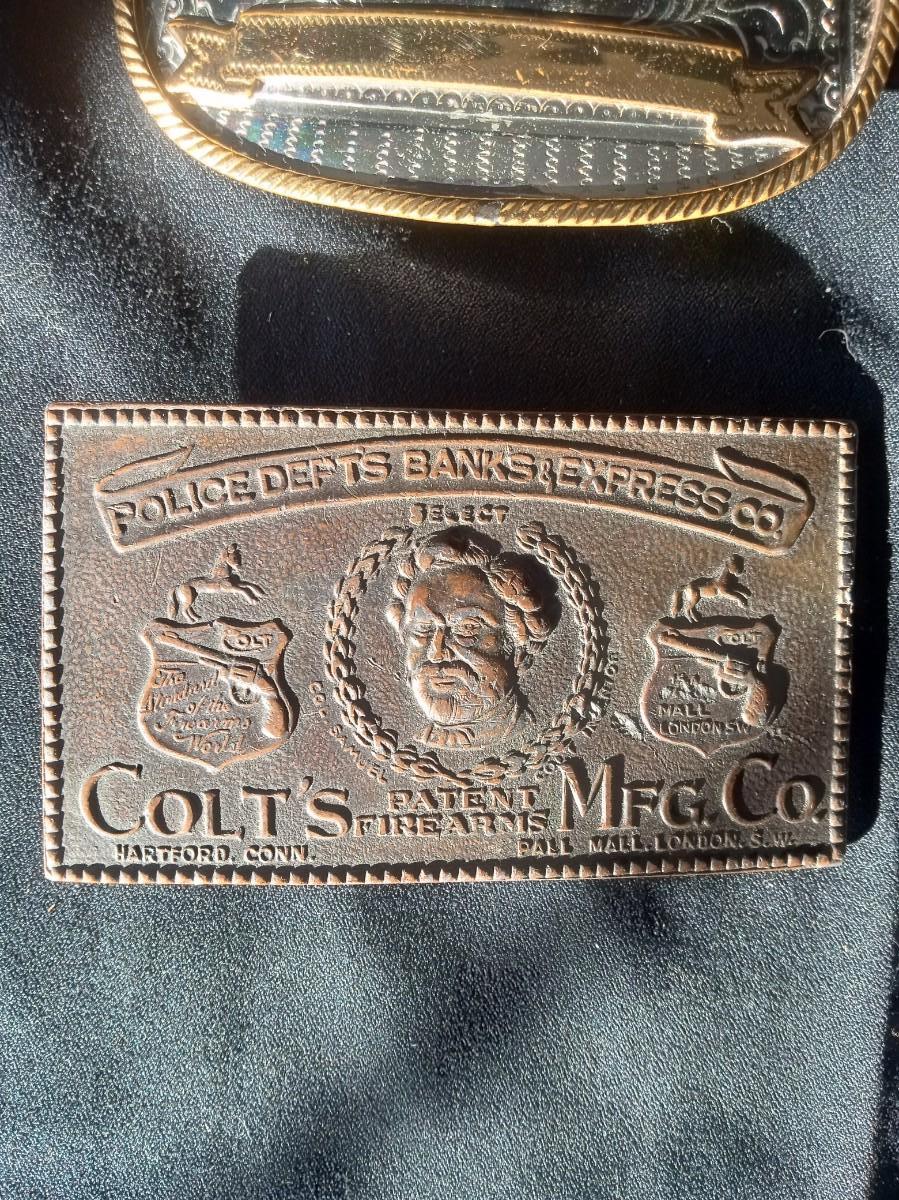 POLICE DEPTS BANKS & EXPRESS CO.
SELECT
COLT
The
Standard
of the
Firearms
World
COL. SAMUEL
COLT
PALL
MALL
LONDON S.W.
COLT'S PATENT FIREARMS MFG. CO.
HARTFORD. CONN.
PALL MALL. LONDON. S.W.